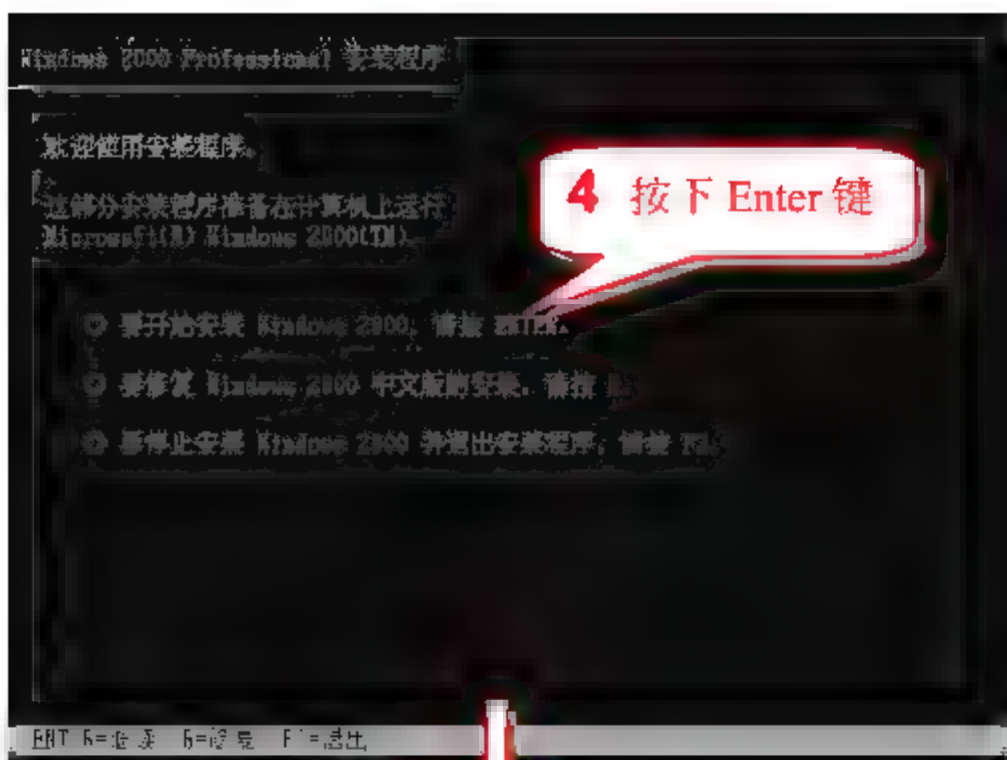 Windows 2000 Professional 安装程序
欢迎使用安装程序。
这部分安装程序准备在计算机上运行
Microsoft(R) Windows 2000(TM)。
4 按下 Enter 键
要开始安装 Windows 2000，请按 ENTER。
要修复 Windows 2000 中文版的安装，请按
要停止安装 Windows 2000 并退出安装程序，请按
R=修复